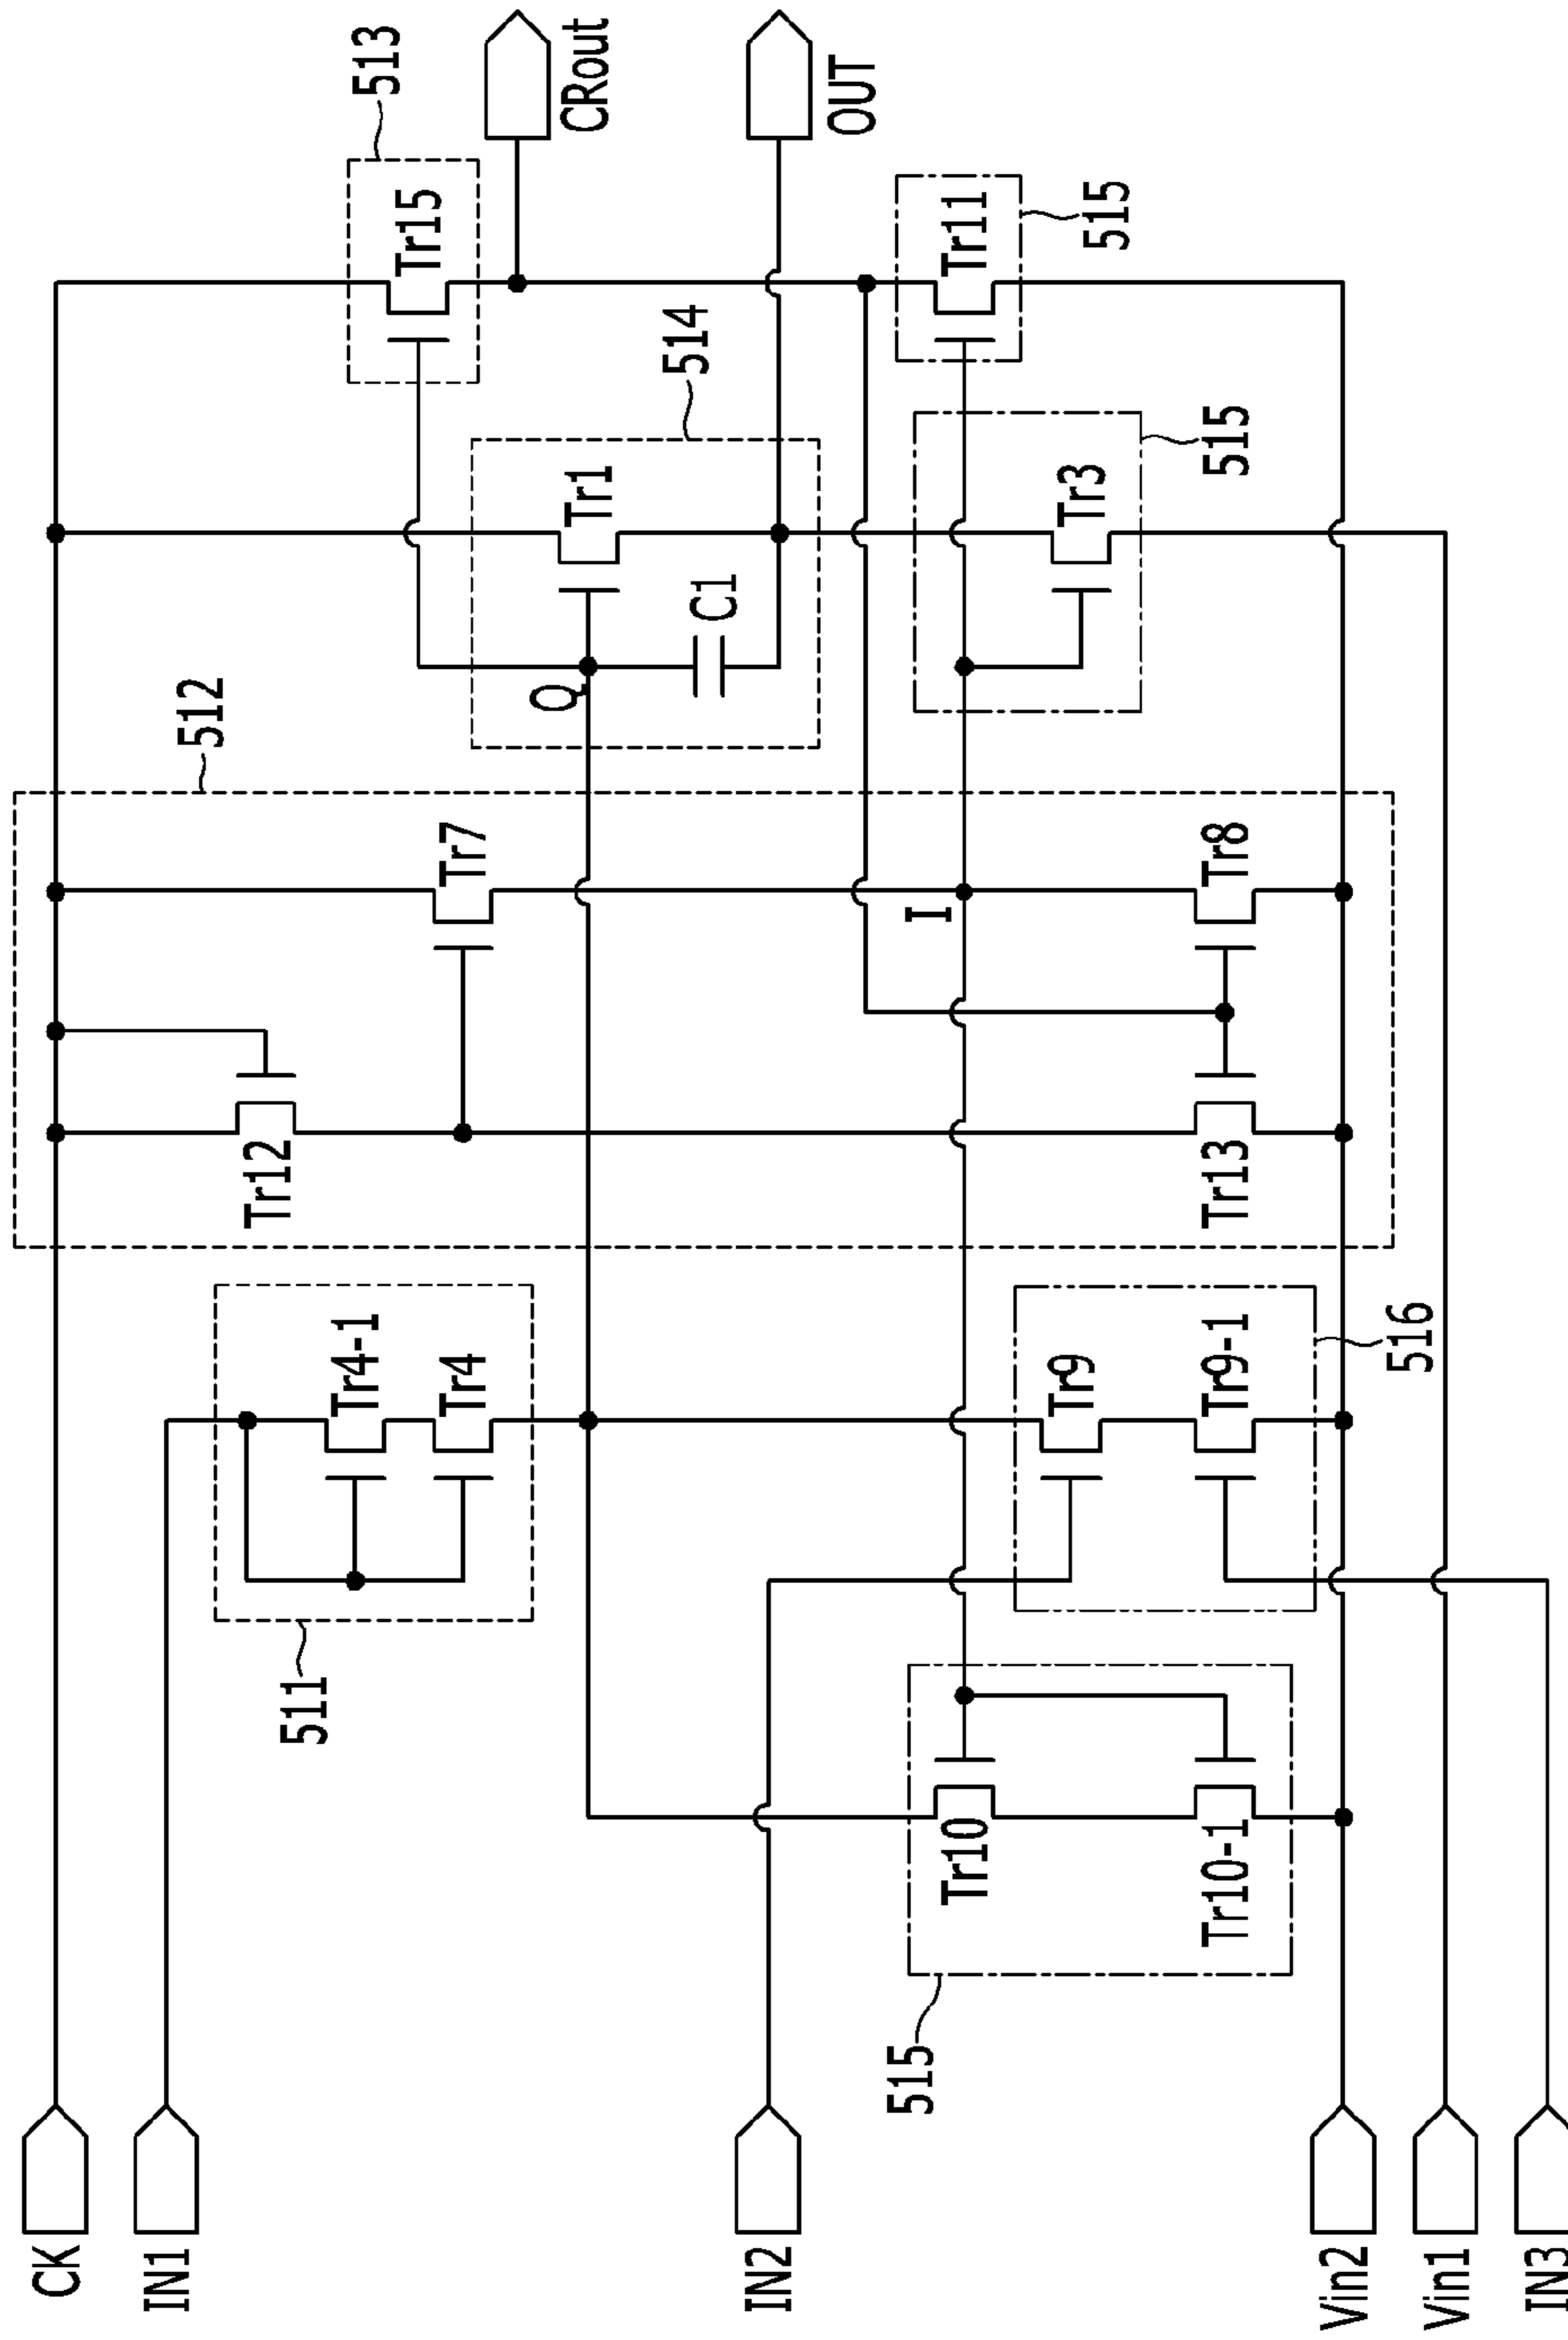 CK
IN1
512
Tr12
511
Tr4-1
513
Tr15
Tr4
Tr7
Q
Tr1
CRout
514
C1
IN2
OUT
515
I
Tr10
Tr11
Tr9
Tr3
515
Tr10-1
Tr9-1
Tr13
Tr8
515
Vin2
516
Vin1
IN3